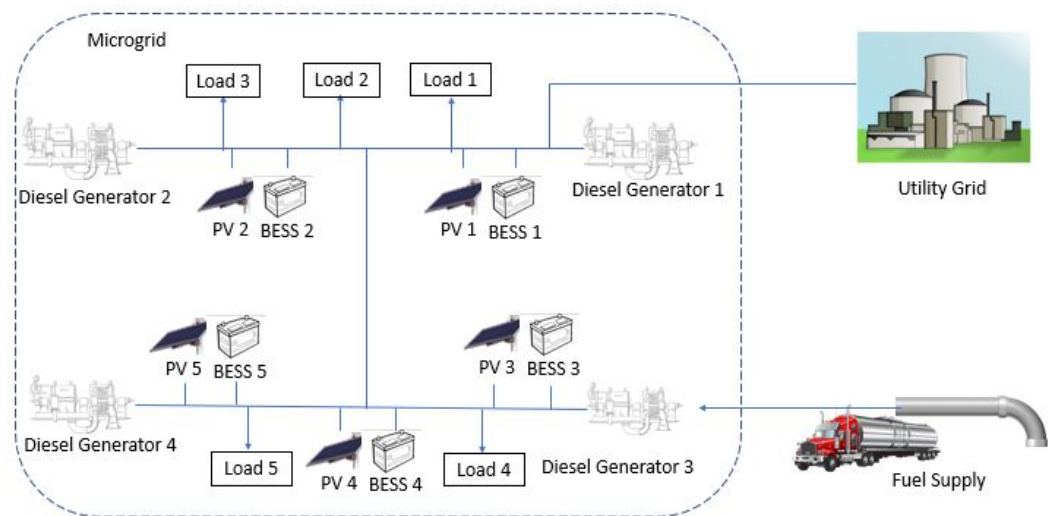 Microgrid
Load 3
Load 2
Load 1
Diesel Generator 2
PV 2
BESS 2
PV 1
BESS 1
Diesel Generator 1
Utility Grid
PV 5
BESS 5
PV 3
BESS 3
Diesel Generator 4
Load 5
PV 4
BESS 4
Load 4
Diesel Generator 3
Fuel Supply